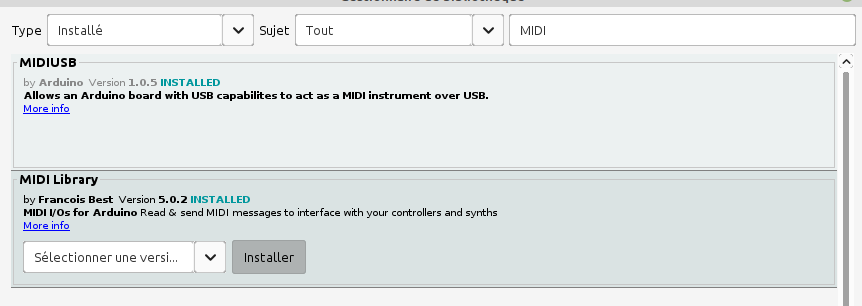 Type Installé Sujet Tout MIDI
MIDIUSB
by Arduino Version 1.0.5 INSTALLED
Allows an Arduino board with USB capabilites to act as a MIDI instrument over USB.
More info
MIDI Library
by Francois Best Version 5.0.2 INSTALLED
MIDI I/Os for Arduino Read & send MIDI messages to interface with your controllers and synths
More info
Sélectionner une versi... Installer